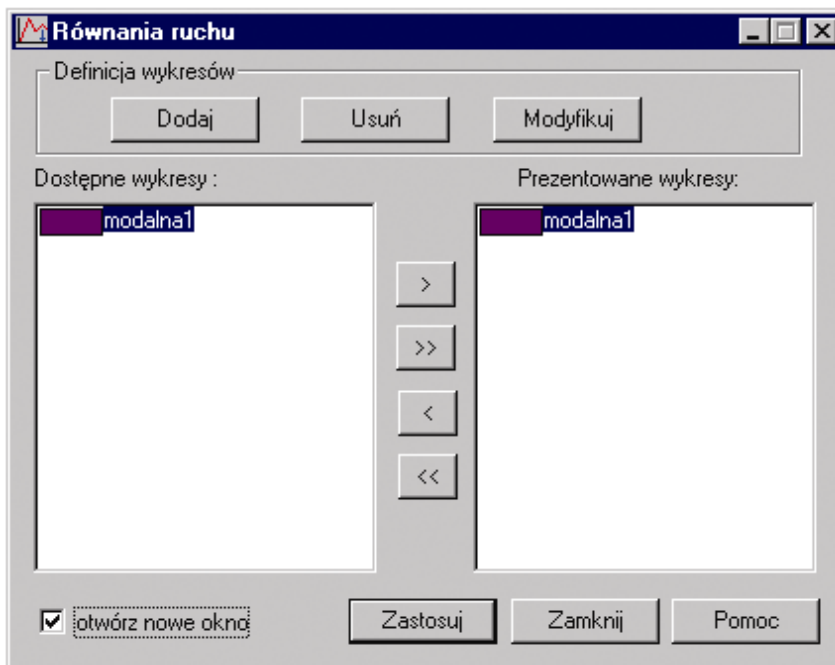 Równania ruchu
Definicja wykresów
Dodaj Usuń Modyfikuj
Dostępne wykresy : Prezentowane wykresy:
modalna1 modalna1
>
>>
<
<<
otwórz nowe okno Zastosuj Zamknij Pomoc